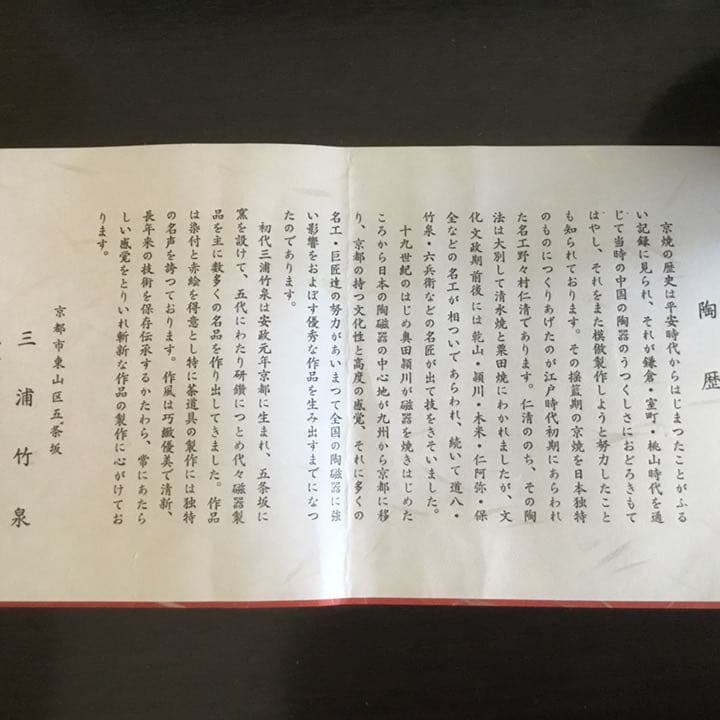 陶歴
京焼の歴史は平安時代からはじまつたことがふる
い記録に見られ、それが鎌倉・室町・桃山時代を通
じて当時の中国の陶器のうつくしさにおどろきもて
はやし、それをまた模倣製作しようと努力したこと
も知られております。その揺籃期の京焼を日本独特
のものにつくりあげたのが江戸時代初期にあらわれ
た名工野々村仁清であります。仁清ののち、その陶
法は大別して清水焼と粟田焼にわかれましたが、文
化文政期前後には乾山・頴川・木米・仁阿弥・保
全などの名工が相ついであらわれ、続いて道八・
竹泉・六兵衛などの名匠が出て技をきそいました。
十九世紀のはじめ奥田頴川が磁器を焼きはじめた
ころから日本の陶磁器の中心地が九州から京都に移
り、京都の持つ文化性と高度の感覚、それに多くの
名工・巨匠達の努力があいまつて全国の陶磁器に強
い影響をおよぼす優秀な作品を生み出すまでになつ
たのであります。
初代三浦竹泉は安政元年京都に生まれ、五条坂に
窯を設けて、五代にわたり研鑽につとめ代々磁器製
品を主に数多くの名品を作り出してきました。作品
は染付と赤絵を得意とし特に茶道具の製作には独特
の名声を誇つております。作風は巧緻優美で清新、
長年来の技術を保存伝承するかたわら、常にあたら
しい感覚をとりいれ斬新な作品の製作に心がけてお
ります。
京都市東山区五条坂
三浦竹泉